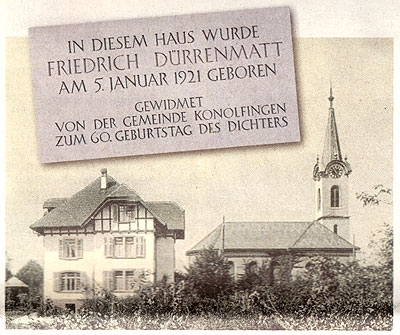 IN DIESEM HAUS WURDE
FRIEDRICH DÜRRENMATT
AM 5. JANUAR 1921 GEBOREN
GEWIDMET
VON DER GEMEINDE KONOLFINGEN
ZUM 60. GEBURTSTAG DES DICHTERS